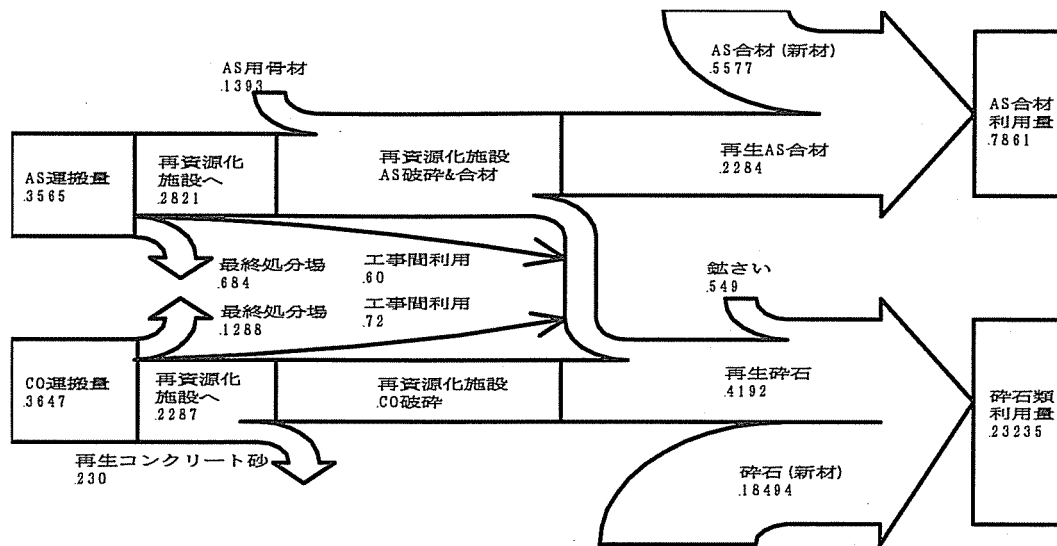 AS合材(新材)
.5577
AS用骨材
.1393
AS合材
利用量
.7861
AS運搬量
.3565
再資源化
施設へ
.2821
再資源化施設
AS破砕&合材
再生AS合材
.2284
最終処分場
.684
工事間利用
.60
鉱さい
.549
最終処分場
.1288
工事間利用
.72
CO運搬量
.3647
再資源化
施設へ
.2287
再資源化施設
.CO破砕
再生砕石
.4192
砕石類
利用量
.23235
再生コンクリート砂
.230
砕石(新材)
.18494